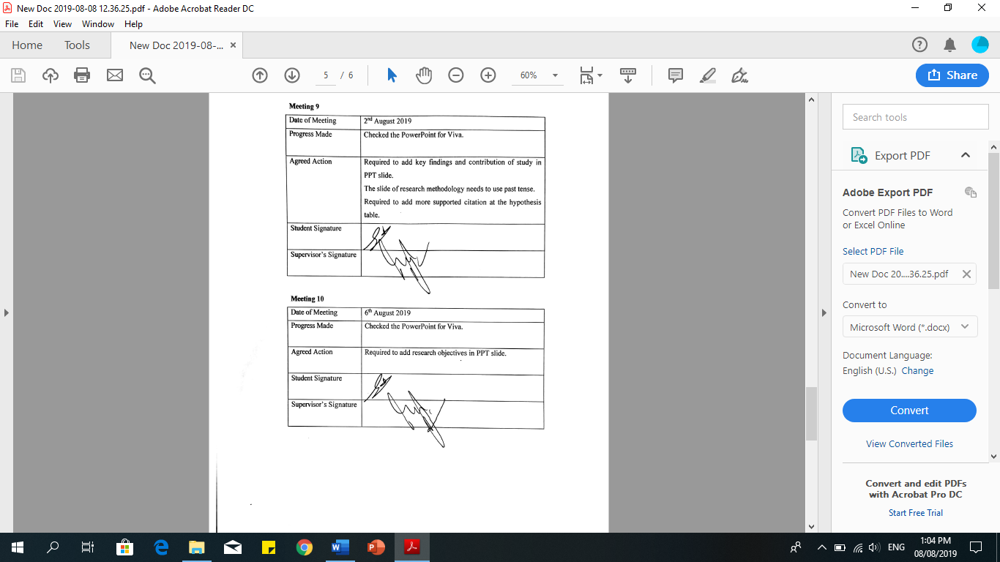 New Doc 2019-08-08 12.36.25.pdf - Adobe Acrobat Reader DC
File Edit View Window Help
Home Tools New Doc 2019-08-... ×
5 / 6 60% Share
Meeting 9
Date of Meeting 2nd August 2019
Progress Made Checked the PowerPoint for Viva.
Agreed Action Required to add key findings and contribution of study in
PPT slide.
The slide of research methodology needs to use past tense.
Required to add more supported citation at the hypothesis
table.
Student Signature
Supervisor's Signature
Meeting 10
Date of Meeting 6th August 2019
Progress Made Checked the PowerPoint for Viva.
Agreed Action Required to add research objectives in PPT slide.
Student Signature
Supervisor's Signature
Search tools
Export PDF
Adobe Export PDF
Convert PDF Files to Word
or Excel Online
Select PDF File
New Doc 20....36.25.pdf
Convert to
Microsoft Word (*.docx)
Document Language:
English (U.S.) Change
Convert
View Converted Files
Convert and edit PDFs
with Acrobat Pro DC
Start Free Trial
ENG
1:04 PM
08/08/2019